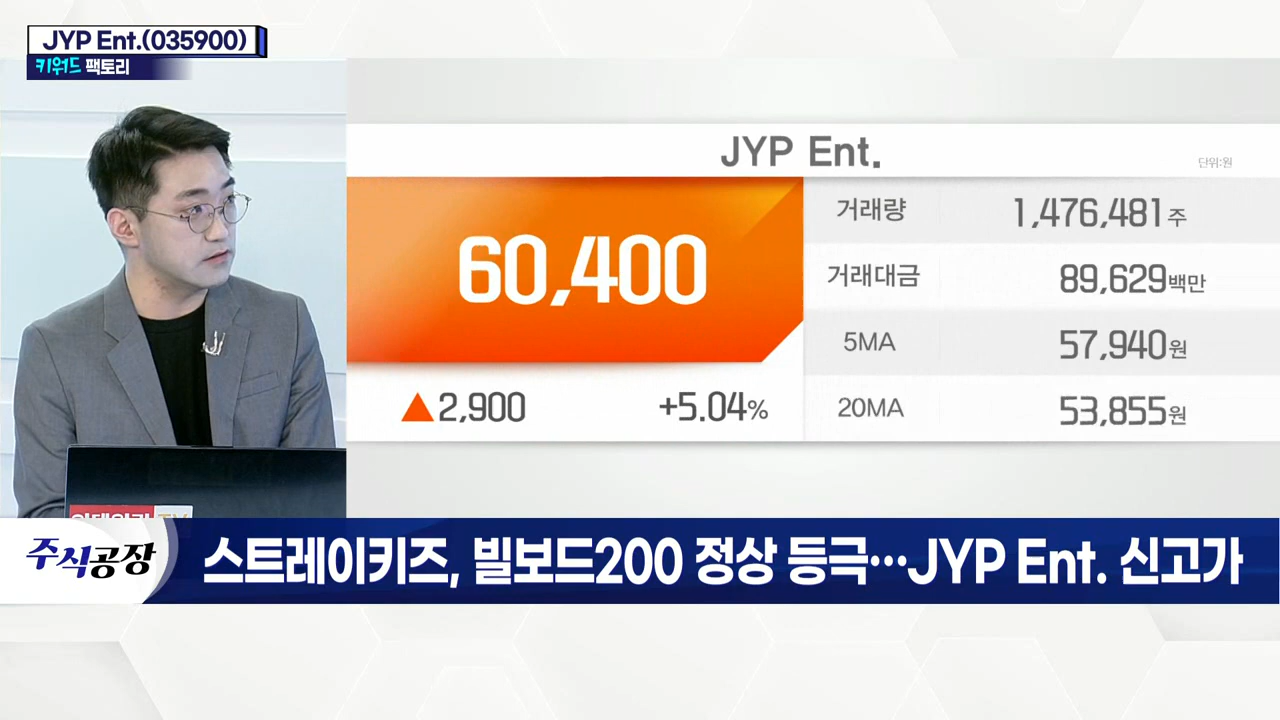 JYP Ent.(035900)
키워드 팩토리
JYP Ent.
단위:원
60,400
▲2,900 +5.04%
거래량 1,476,481주
거래대금 89,629백만
5MA 57,940원
20MA 53,855원
주식공장
스트레이키즈, 빌보드200 정상 등극…JYP Ent. 신고가